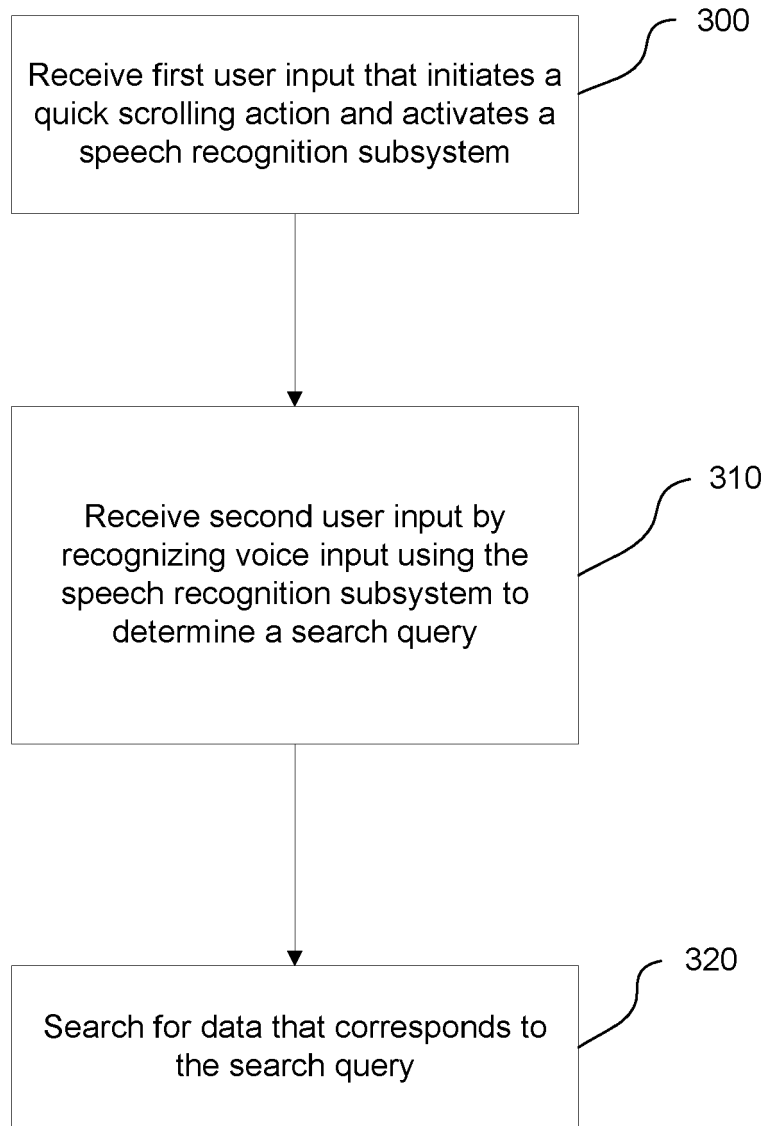 300
Receive first user input that initiates a
quick scrolling action and activates a
speech recognition subsystem
310
Receive second user input by
recognizing voice input using the
speech recognition subsystem to
determine a search query
320
Search for data that corresponds to
the search query